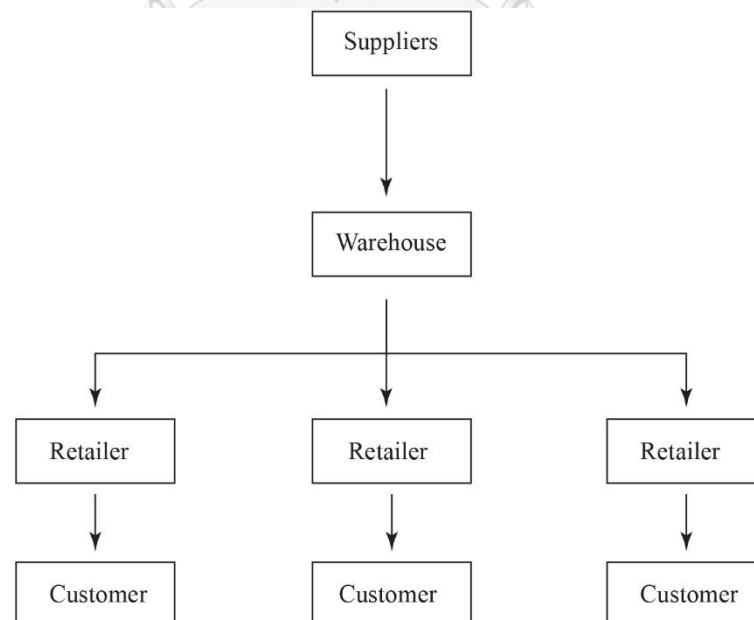 Suppliers
Warehouse
Retailer
Retailer
Retailer
Customer
Customer
Customer